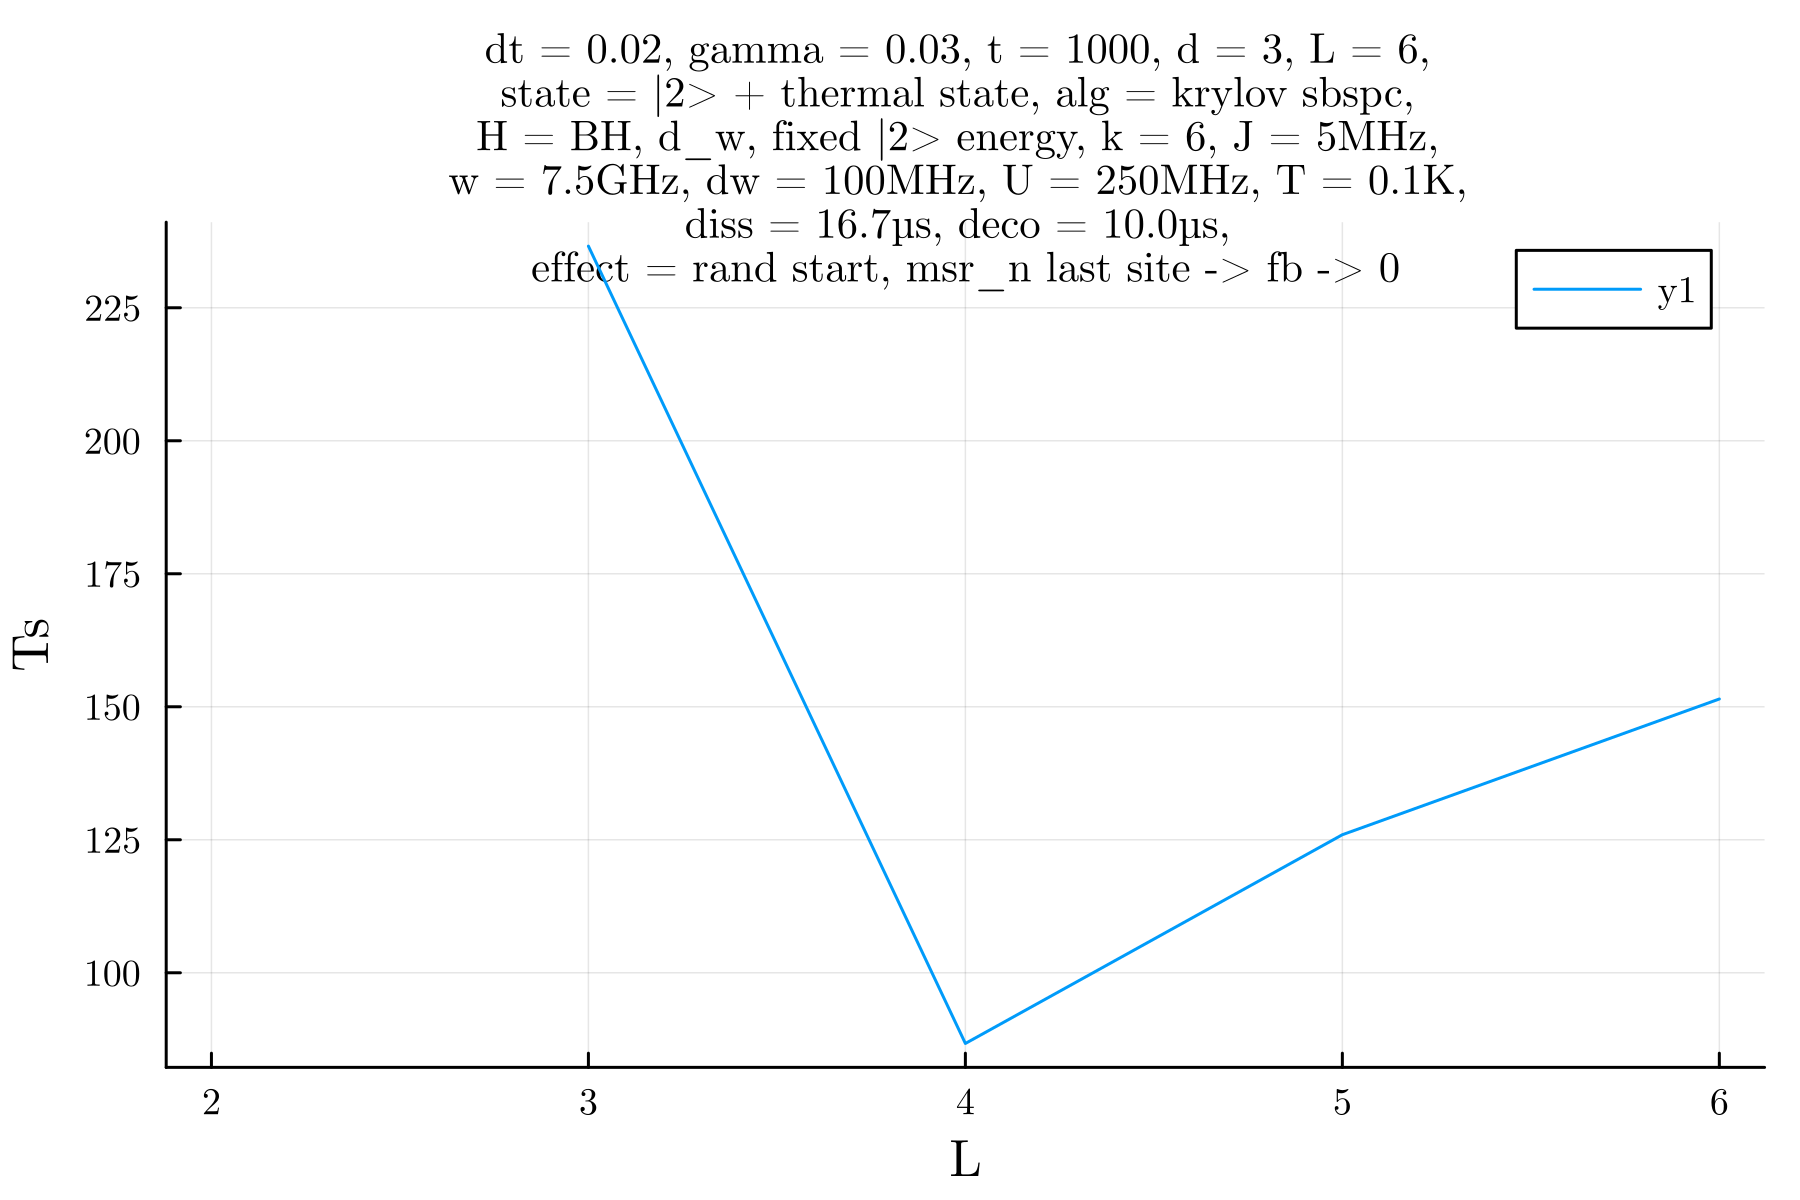 dt = 0.02, gamma = 0.03, t = 1000, d = 3, L = 6,
state = |2> + thermal state, alg = krylov sbspc,
H = BH, d_w, fixed |2> energy, k = 6, J = 5MHz,
w = 7.5GHz, dw = 100MHz, U = 250MHz, T = 0.1K,
diss = 16.7µs, deco = 10.0µs,
effect = rand start, msr_n last site -> fb -> 0
y1
225
200
175
150
125
100
Ts
2 3 4 5 6
L